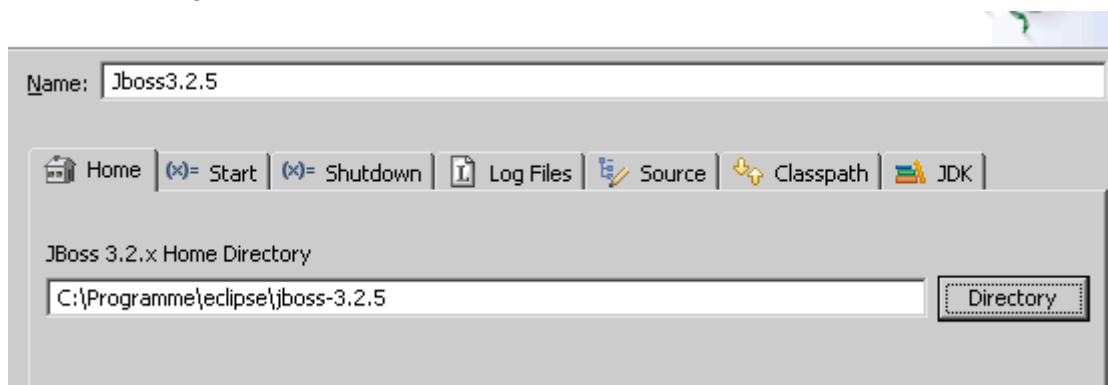 Name: Jboss3.2.5
Home (x)= Start (x)= Shutdown L Log Files Source Classpath JDK
JBoss 3.2.x Home Directory
C:\Programme\eclipse\jboss-3.2.5 Directory